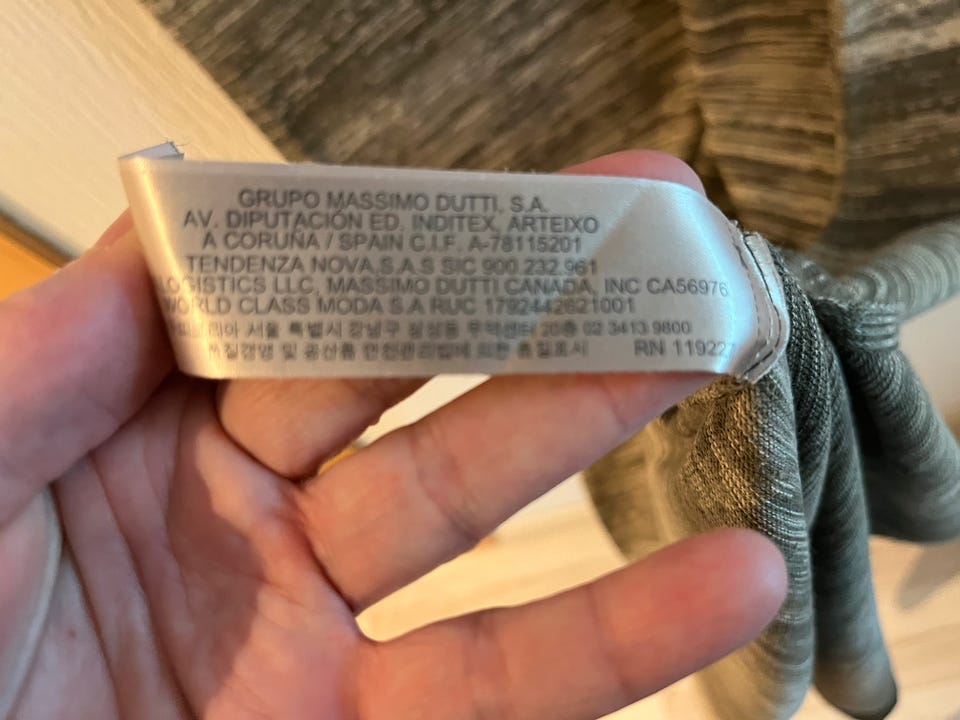 GRUPO MASSIMO DUTTI, S.A.
AV. DIPUTACIÓN ED. INDITEX, ARTEIXO
A CORUÑA / SPAIN C.I.F. A-78115201
TENDENZA NOVA,S.A.S SIC 900.232.961
LOGISTICS LLC, MASSIMO DUTTI CANADA, INC CA56976
WORLD CLASS MODA S.A RUC 1792442621001
서울 특별시 강남구 삼성동 무역센터 20층 02 3413 9800
및 공산품 안전관리법에 의한 품질표시 RN 11922